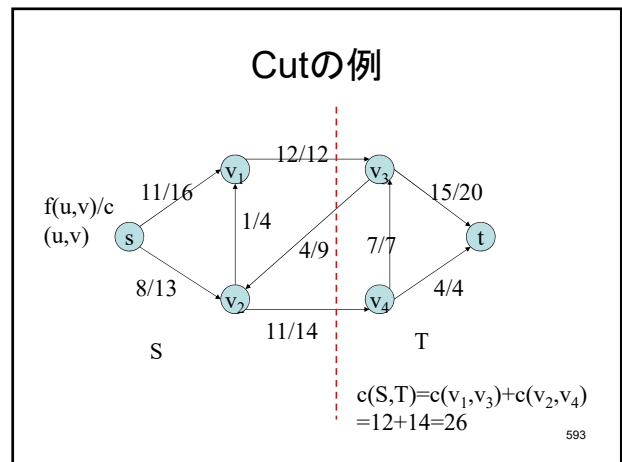 Cutの例
12/12
v1
v3
11/16
15/20
f(u,v)/c
(u,v)
s
1/4
4/9
7/7
t
8/13
4/4
v2
v4
11/14
S
T
c(S,T)=c(v1,v3)+c(v2,v4)
=12+14=26
593